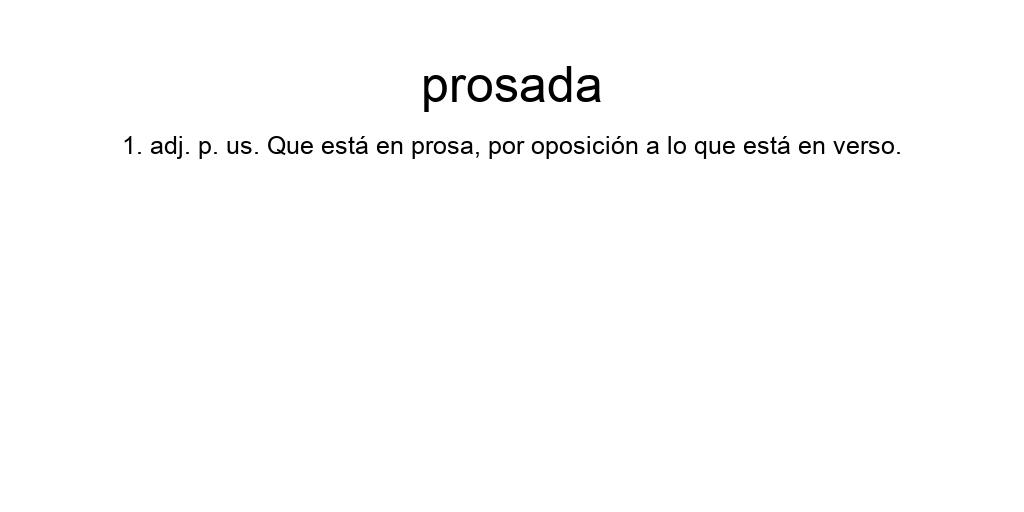 prosada
1. adj. p. us. Que está en prosa, por oposición a lo que está en verso.